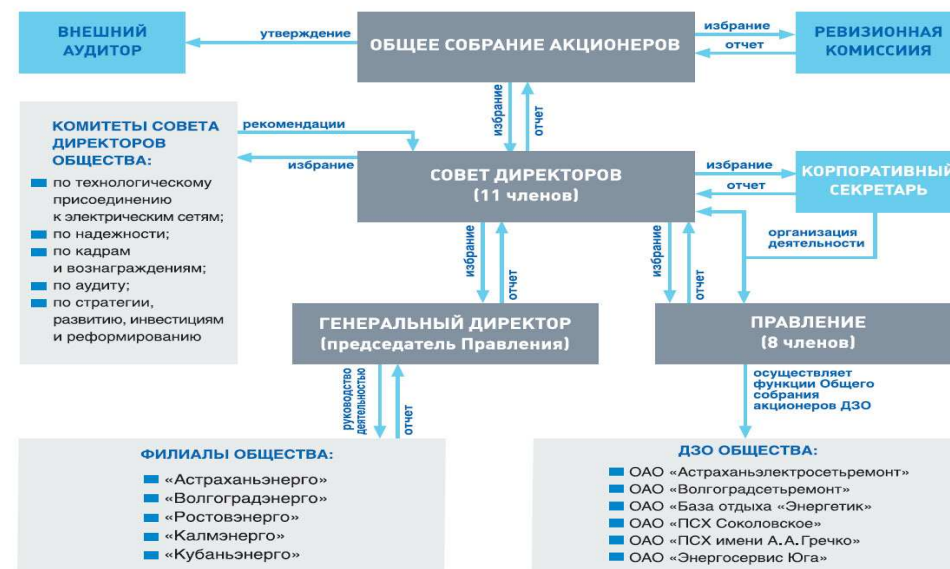 ВНЕШНИЙ
АУДИТОР
утверждение
ОБЩЕЕ СОБРАНИЕ АКЦИОНЕРОВ
избрание
отчет
РЕВИЗИОННАЯ
КОМИССИИЯ
избрание
отчет
КОМИТЕТЫ СОВЕТА
ДИРЕКТОРОВ
ОБЩЕСТВА:
по технологическому
присоединению
к электрическим сетям;
по надежности;
по кадрам
и вознаграждениям;
по аудиту;
по стратегии,
развитию, инвестициям
и реформированию
рекомендации
избрание
СОВЕТ ДИРЕКТОРОВ
(11 членов)
избрание
отчет
КОРПОРАТИВНЫЙ
СЕКРЕТАРЬ
организация
деятельности
избрание
отчет
избрание
отчет
ГЕНЕРАЛЬНЫЙ ДИРЕКТОР
(председатель Правления)
ПРАВЛЕНИЕ
(8 членов)
руководство
деятельностью
отчет
осуществляет
функции Общего
собрания
акционеров ДЗО
ФИЛИАЛЫ ОБЩЕСТВА:
«Астраханьэнерго»
«Волгоградэнерго»
«Ростовэнерго»
«Калмэнерго»
«Кубаньэнерго»
ДЗО ОБЩЕСТВА:
ОАО «Астраханьэлектросетьремонт»
ОАО «Волгоградсетьремонт»
ОАО «База отдыха «Энергетик»
ОАО «ПСХ Соколовское»
ОАО «ПСХ имени А.А.Гречко»
ОАО «Энергосервис Юга»